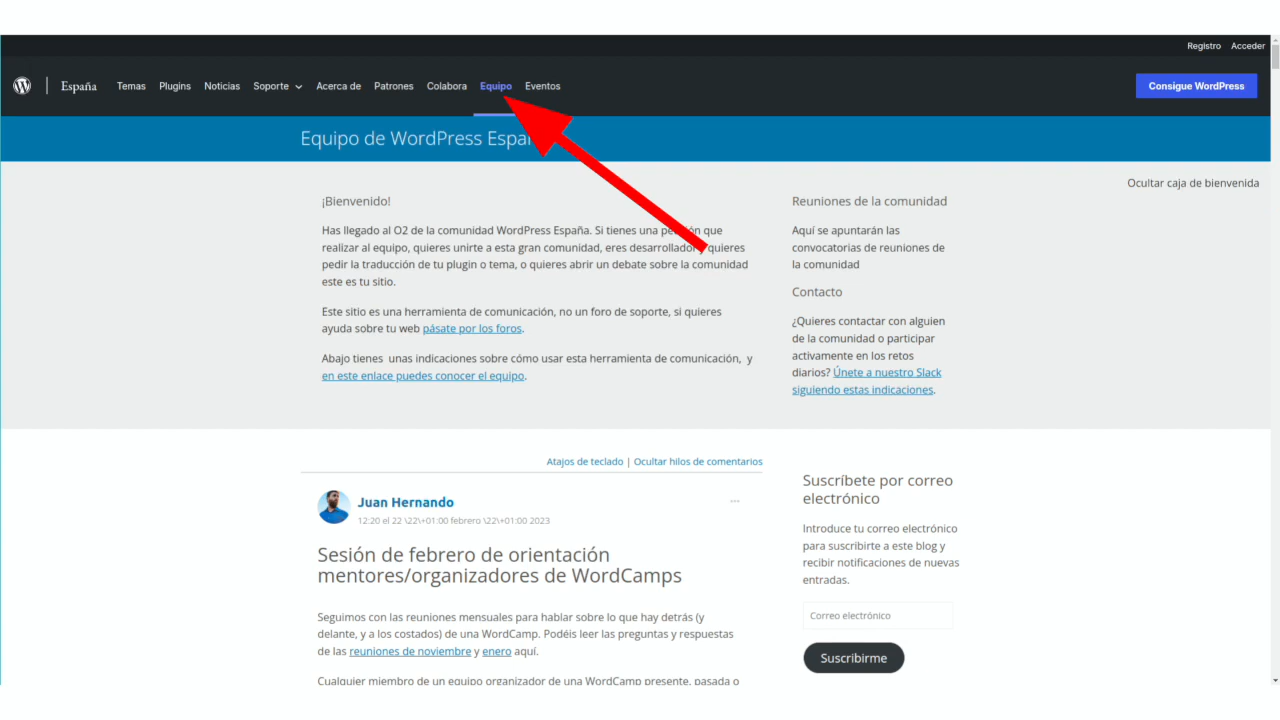 Registro Acceder
España Temas Plugins Noticias Soporte Acerca de Patrones Colabora Equipo Eventos Consigue WordPress
Equipo de WordPress
Ocultar caja de bienvenida
¡Bienvenido!
Has llegado al O2 de la comunidad WordPress España. Si tienes una que
realizar al equipo, quieres unirte a esta gran comunidad, eres desarrollador quieres
pedir la traducción de tu plugin o tema, o quieres abrir un debate sobre la comunidad
este es tu sitio.
Este sitio es una herramienta de comunicación, no un foro de soporte, si quieres
ayuda sobre tu web pásate por los foros.
Abajo tienes unas indicaciones sobre cómo usar esta herramienta de comunicación, y
en este enlace puedes conocer el equipo.
Reuniones de la comunidad
Aquí se apuntarán las
convocatorias de reuniones de
la comunidad
Contacto
¿Quieres contactar con alguien
de la comunidad o participar
activamente en los retos
diarios? Únete a nuestro Slack
siguiendo estas indicaciones.
Atajos de teclado | Ocultar hilos de comentarios
Juan Hernando
12:20 el 22 \22\+01:00 febrero \22\+01:00 2023
Sesión de febrero de orientación
mentores/organizadores de WordCamps
Seguimos con las reuniones mensuales para hablar sobre lo que hay detrás (y
delante, y a los costados) de una WordCamp. Podéis leer las preguntas y respuestas
de las reuniones de noviembre y enero aquí.
Cualquier miembro de un equipo organizador de una WordCamp presente, pasada o
Suscríbete por correo
electrónico
Introduce tu correo electrónico
para suscribirte a este blog y
recibir notificaciones de nuevas
entradas.
Correo electrónico
Suscribirme